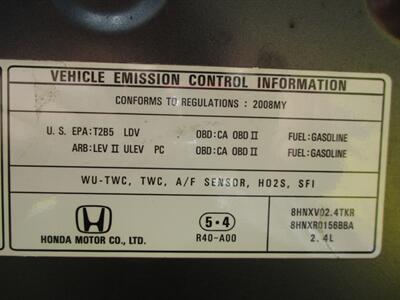 VEHICLE EMISSION CONTROL INFORMATION
CONFORMS TO REGULATIONS : 2008MY
U. S. EPA:T2B5 LDV OBD:CA OBD II FUEL:GASOLINE
ARB:LEV II ULEV PC OBD:CA OBD II FUEL:GASOLINE
WU-TWC, TWC, A/F SENSOR, HO2S, SFI
HONDA MOTOR CO., LTD.
5・4
R40-A00
8HNXV02.4TKR
8HNXR0156BBA
2.4L